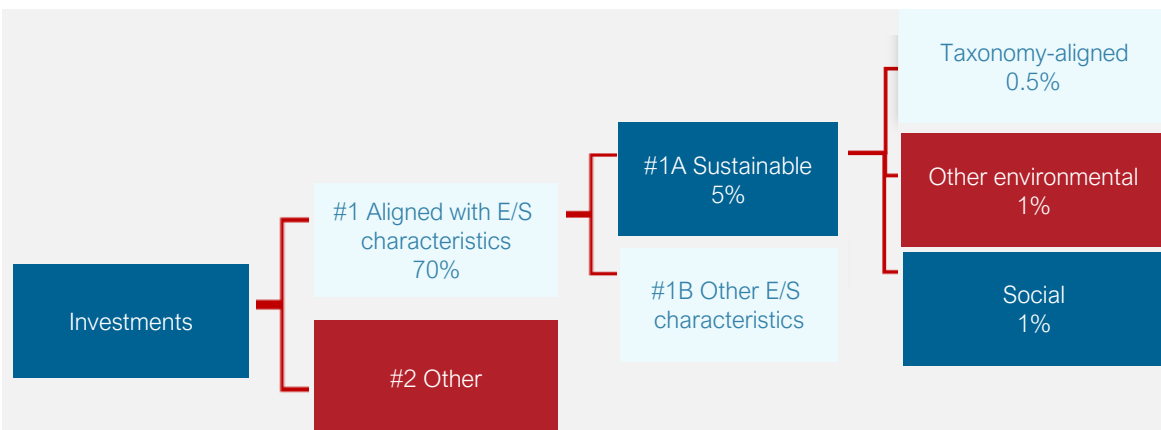 Investments
#1 Aligned with E/S
characteristics
70%
#2 Other
#1A Sustainable
5%
#1B Other E/S
characteristics
Taxonomy-aligned
0.5%
Other environmental
1%
Social
1%